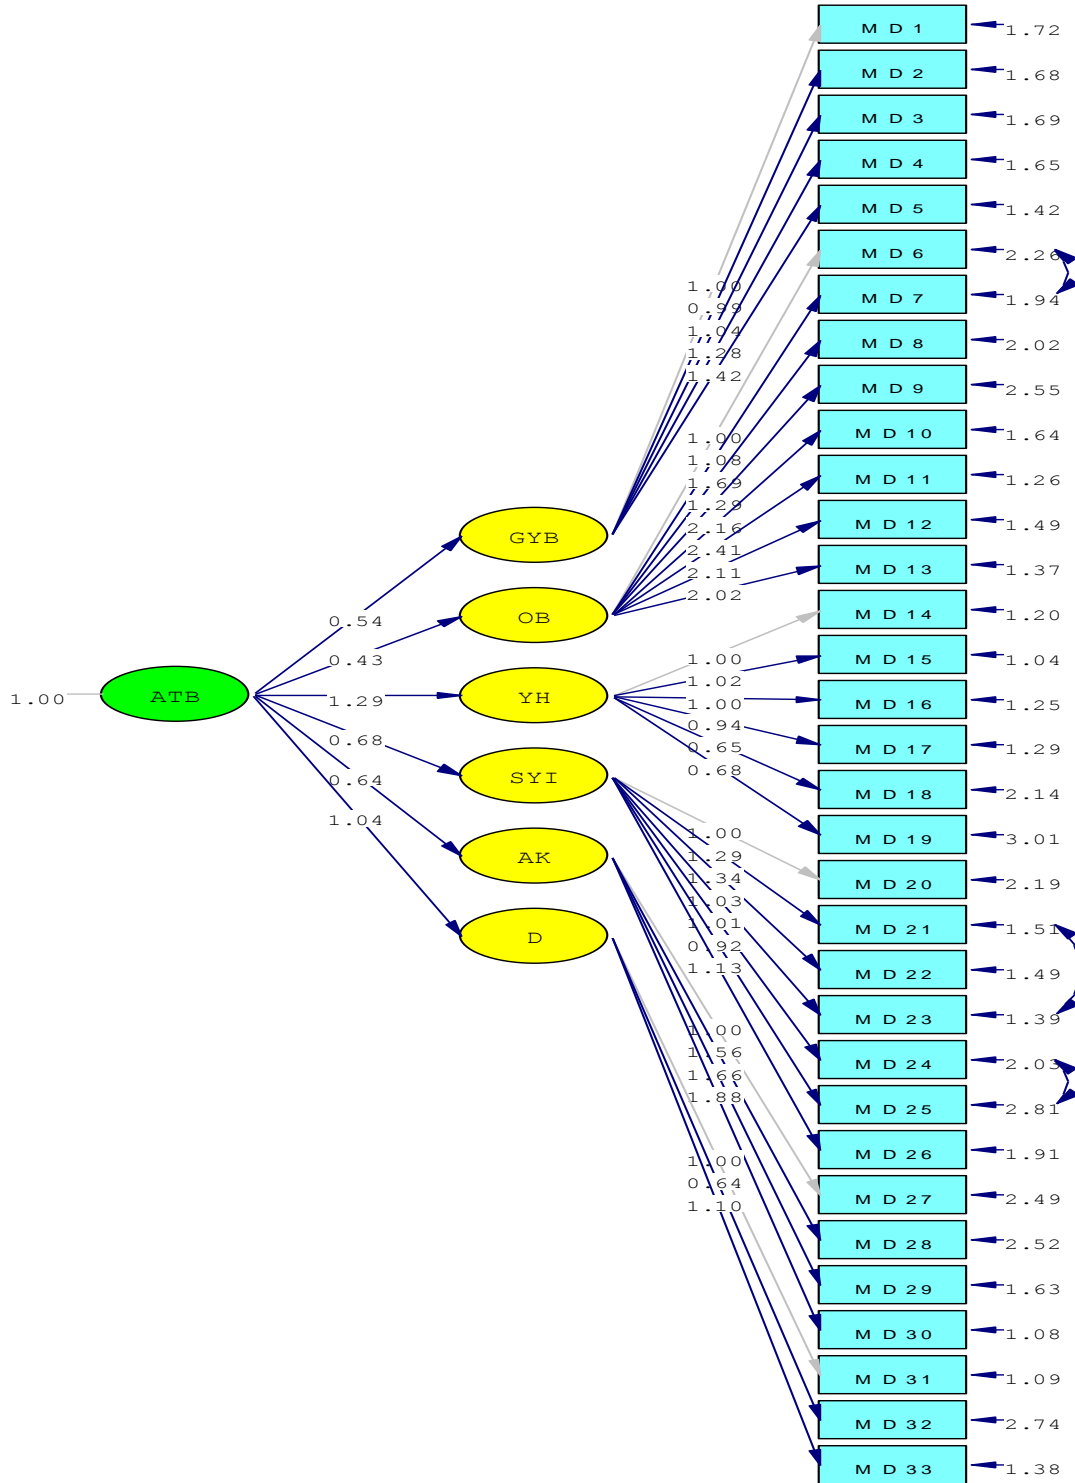 MD1 1.72
MD2 1.68
MD3 1.69
MD4 1.65
MD5 1.42
MD6 2.26
MD7 1.94
MD8 2.02
MD9 2.55
MD10 1.64
MD11 1.26
MD12 1.49
MD13 1.37
MD14 1.20
MD15 1.04
MD16 1.25
MD17 1.29
MD18 2.14
MD19 3.01
MD20 2.19
MD21 1.51
MD22 1.49
MD23 1.39
MD24 2.03
MD25 2.81
MD26 1.91
MD27 2.49
MD28 2.52
MD29 1.63
MD30 1.08
MD31 1.09
MD32 2.74
MD33 1.38
1.00
0.99
1.04
1.28
1.42
1.00
1.08
1.69
1.29
2.16
2.41
2.11
2.02
1.00
1.02
1.00
0.94
0.65
0.68
1.00
1.29
1.34
1.03
1.01
0.92
1.13
1.00
1.56
1.66
1.88
1.00
0.64
1.10
GYB
OB
YH
SYI
AK
D
0.54
0.43
1.29
0.68
0.64
1.04
1.00 ATB